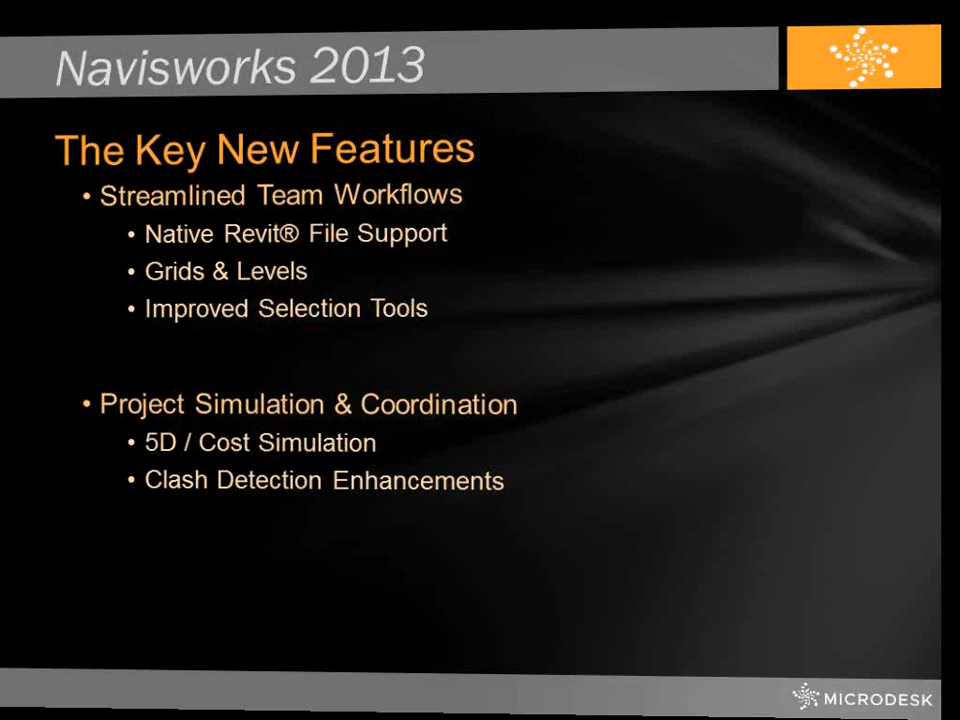 Navisworks 2013
The Key New Features
• Streamlined Team Workflows
• Native Revit® File Support
• Grids & Levels
• Improved Selection Tools
• Project Simulation & Coordination
• 5D / Cost Simulation
• Clash Detection Enhancements
MICRODESK